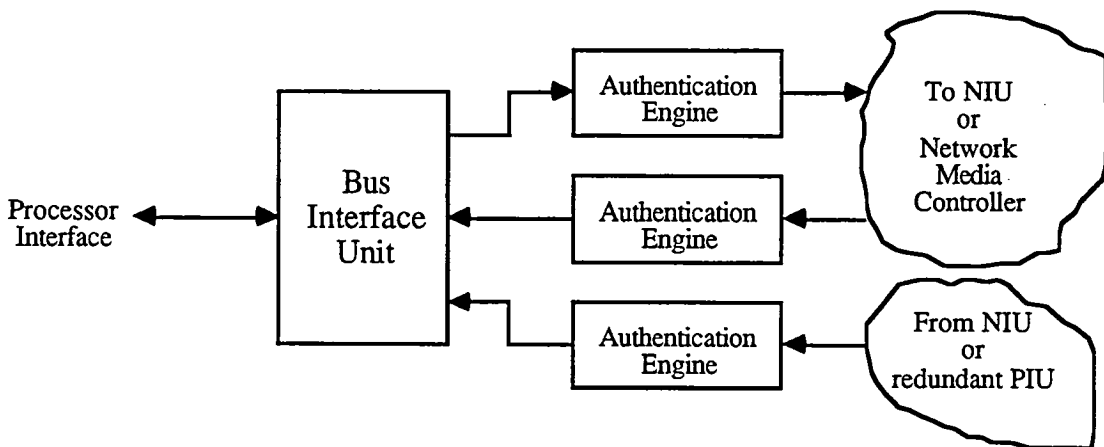 Processor
Interface
Bus
Interface
Unit
Authentication
Engine
Authentication
Engine
Authentication
Engine
To NIU
or
Network
Media
Controller
From NIU
or
redundant PIU